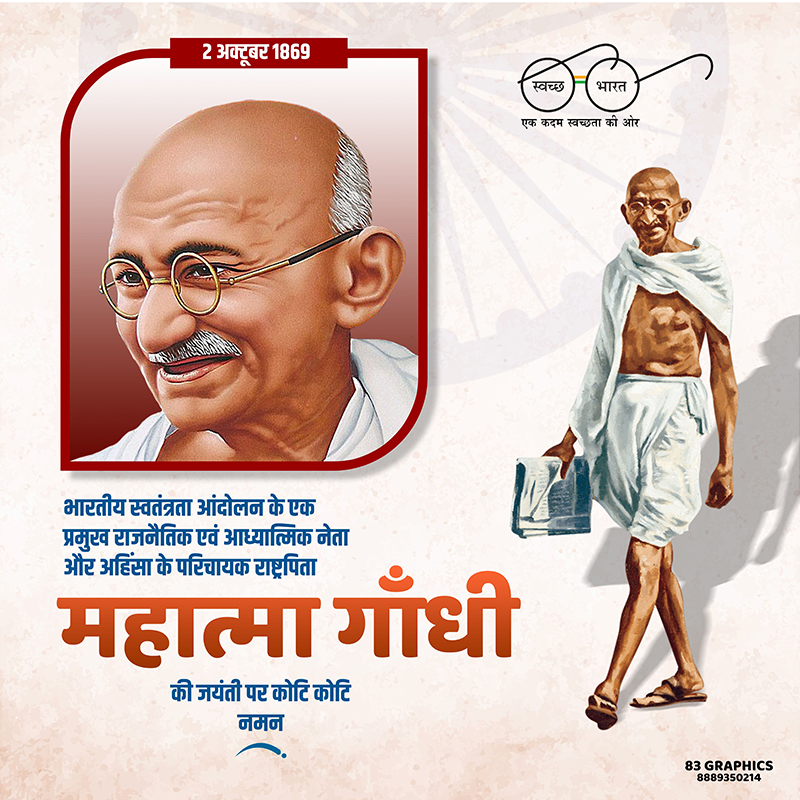 2 अक्टूबर 1869
स्वच्छ भारत
एक कदम स्वच्छता की ओर
भारतीय स्वतंत्रता आंदोलन के एक
प्रमुख राजनैतिक एवं आध्यात्मिक नेता
और अहिंसा के परिचायक राष्ट्रपिता
महात्मा गाँधी
की जयंती पर कोटि कोटि
नमन
83 GRAPHICS
8889350214